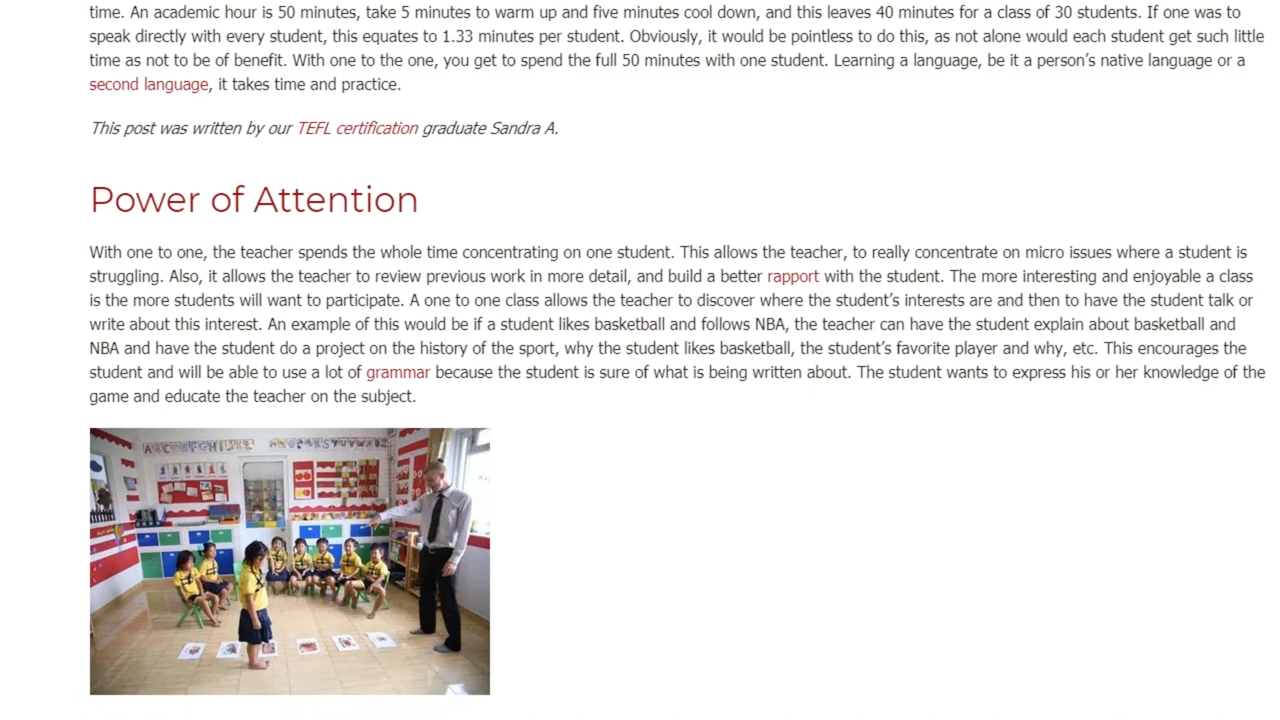 time. An academic hour is 50 minutes, take 5 minutes to warm up and five minutes cool down, and this leaves 40 minutes for a class of 30 students. If one was to
speak directly with every student, this equates to 1.33 minutes per student. Obviously, it would be pointless to do this, as not alone would each student get such little
time as not to be of benefit. With one to the one, you get to spend the full 50 minutes with one student. Learning a language, be it a person's native language or a
second language, it takes time and practice.
This post was written by our TEFL certification graduate Sandra A.
Power of Attention
With one to one, the teacher spends the whole time concentrating on one student. This allows the teacher, to really concentrate on micro issues where a student is
struggling. Also, it allows the teacher to review previous work in more detail, and build a better rapport with the student. The more interesting and enjoyable a class
is the more students will want to participate. A one to one class allows the teacher to discover where the student's interests are and then to have the student talk or
write about this interest. An example of this would be if a student likes basketball and follows NBA, the teacher can have the student explain about basketball and
NBA and have the student do a project on the history of the sport, why the student likes basketball, the student's favorite player and why, etc. This encourages the
student and will be able to use a lot of grammar because the student is sure of what is being written about. The student wants to express his or her knowledge of the
game and educate the teacher on the subject.